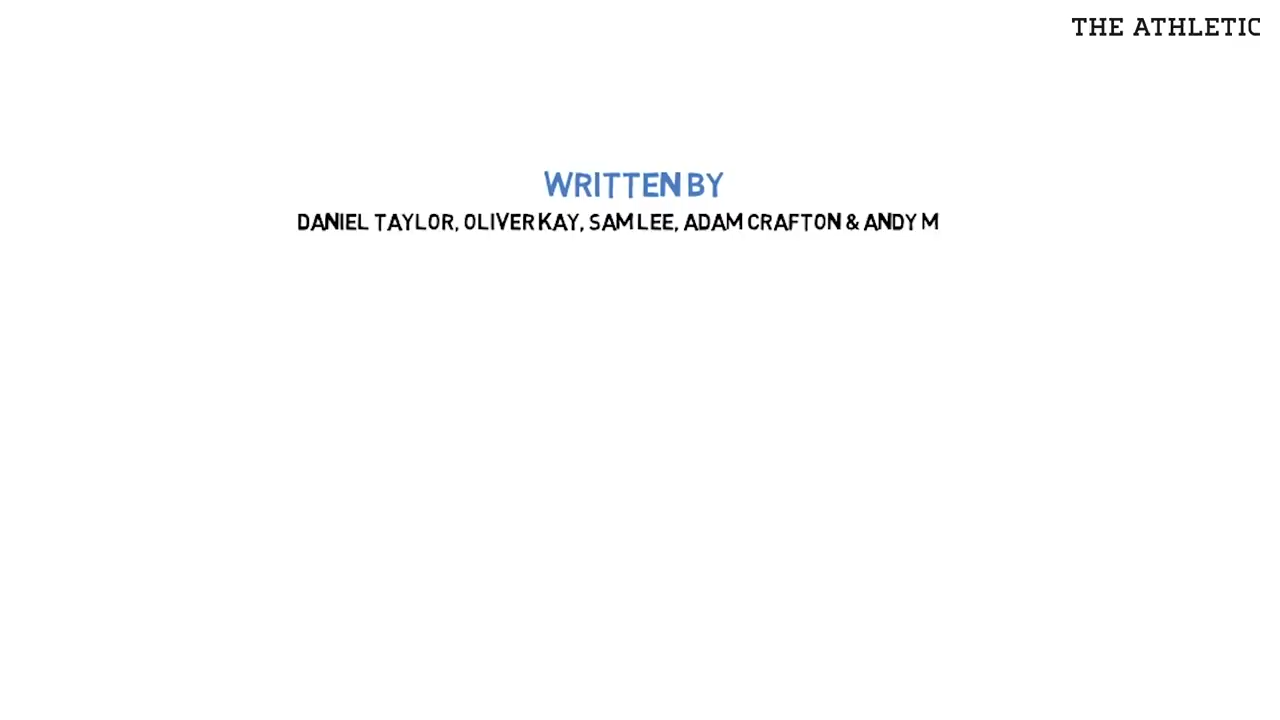 THE ATHLETIC
WRITTEN BY
DANIEL TAYLOR, OLIVER KAY, SAM LEE, ADAM CRAFTON & ANDY M